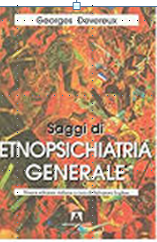 Georges Devereux
Saggi di
ETNOPSICHIATRIA
GENERALE